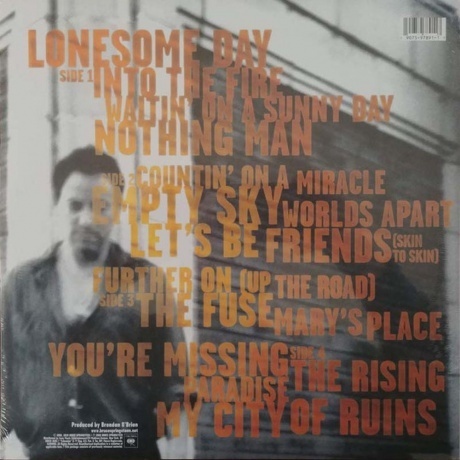 LONESOME DAY
SIDE 1 INTO THE FIRE
WAITIN' ON A SUNNY DAY
NOTHING MAN
SIDE 2 COUNTIN' ON A MIRACLE
EMPTY SKY WORLDS APART
LET'S BE FRIENDS (SKIN TO SKIN)
FURTHER ON (UP THE ROAD)
SIDE 3 THE FUSE MARY'S PLACE
YOU'RE MISSING SIDE 4 THE RISING
PARADISE
MY CITY OF RUINS
Produced by Brendan O'Brien